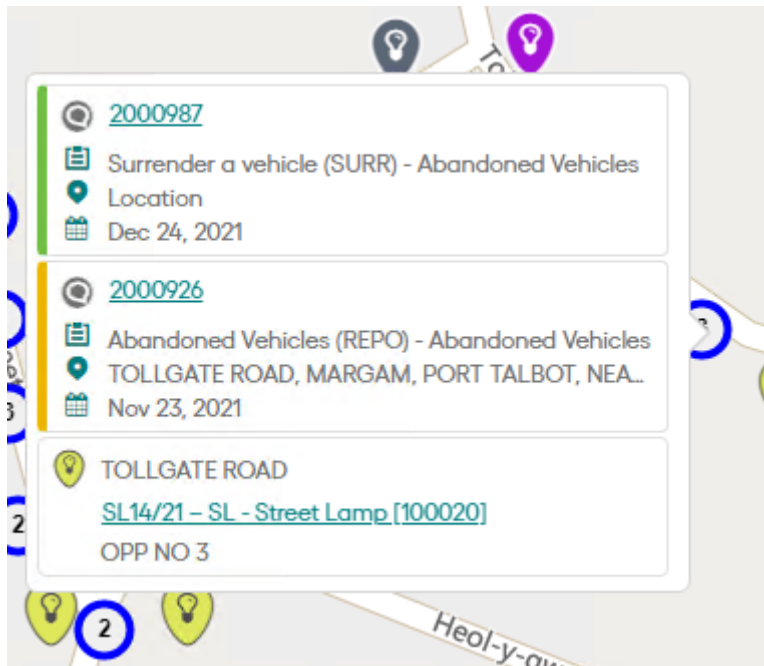 To
2000987
Surrender a vehicle (SURR) - Abandoned Vehicles
Location
Dec 24, 2021
2000926
Abandoned Vehicles (REPO) - Abandoned Vehicles
TOLLGATE ROAD, MARGAM, PORT TALBOT, NEA...
Nov 23, 2021
TOLLGATE ROAD
SL14/21 – SL - Street Lamp [100020]
OPP NO 3
2
2
Heol-y-aw